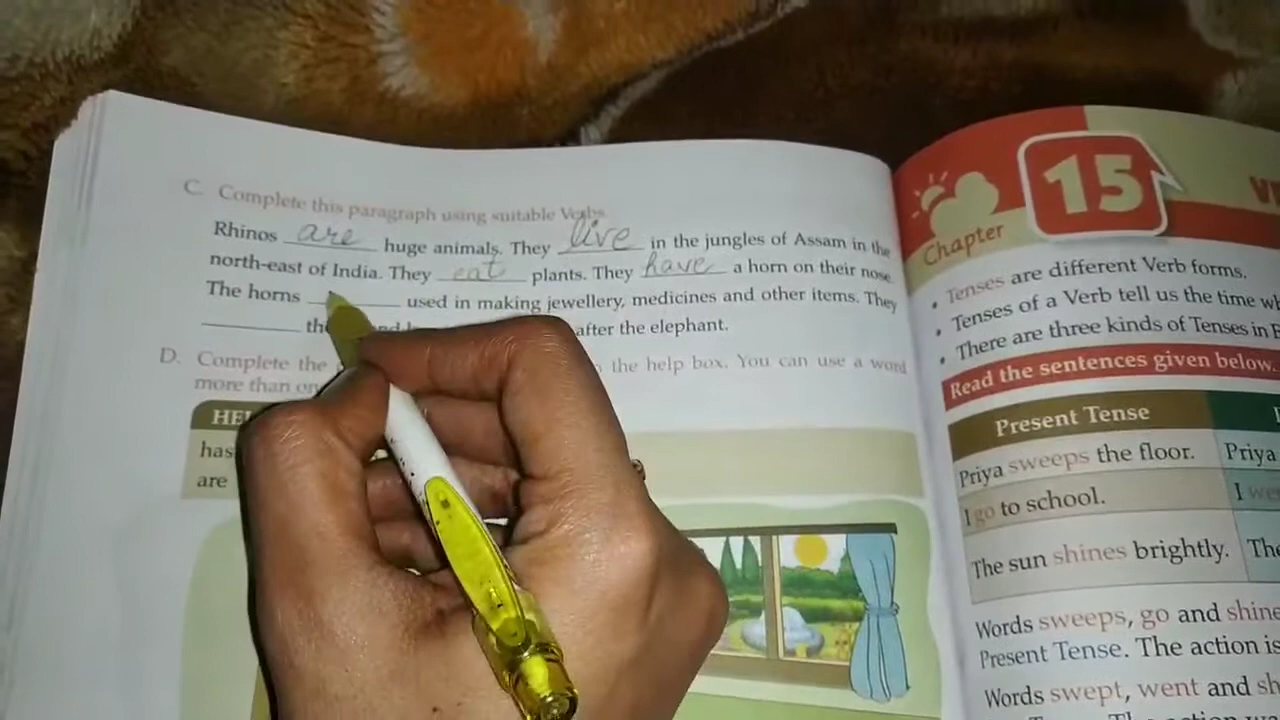 C. Complete this paragraph using suitable Verbs.
Rhinos are huge animals. They live in the jungles of Assam in the
north-east of India. They eat plants. They have a horn on their nose
The horns ________ used in making jewellery, medicines and other items. They
________ after the elephant.
D. Complete the the help box. You can use a word
more than
has
are
Chapter
15
• Tenses are different Verb forms.
• Tenses of a Verb tell us the time
• There are three kinds of Tenses in
Read the sentences given below.
Present Tense
Priya sweeps the floor. Priya
I go to school. I
The sun shines brightly.
Words sweeps, go and
Present Tense. The action is
Words swept, went and